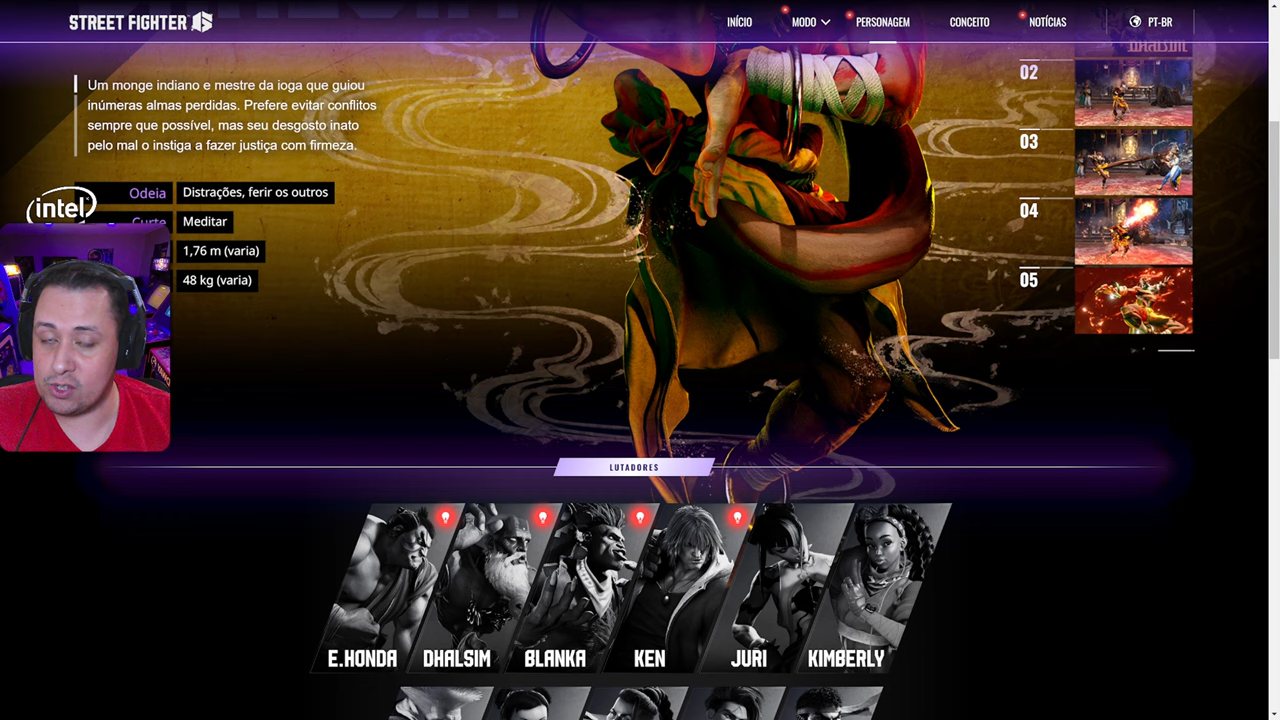 STREET FIGHTER 6
INÍCIO
MODO
PERSONAGEM
CONCEITO
NOTÍCIAS
PT-BR
Um monge indiano e mestre da ioga que guiou
inúmeras almas perdidas. Prefere evitar conflitos
sempre que possível, mas seu desgosto inato
pelo mal o instiga a fazer justiça com firmeza.
intel
Odeia Distrações, ferir os outros
Curte Meditar
1,76 m (varia)
48 kg (varia)
DHALSIM
02
03
04
05
LUTADORES
E.HONDA
DHALSIM
BLANKA
KEN
JURI
KIMBERLY